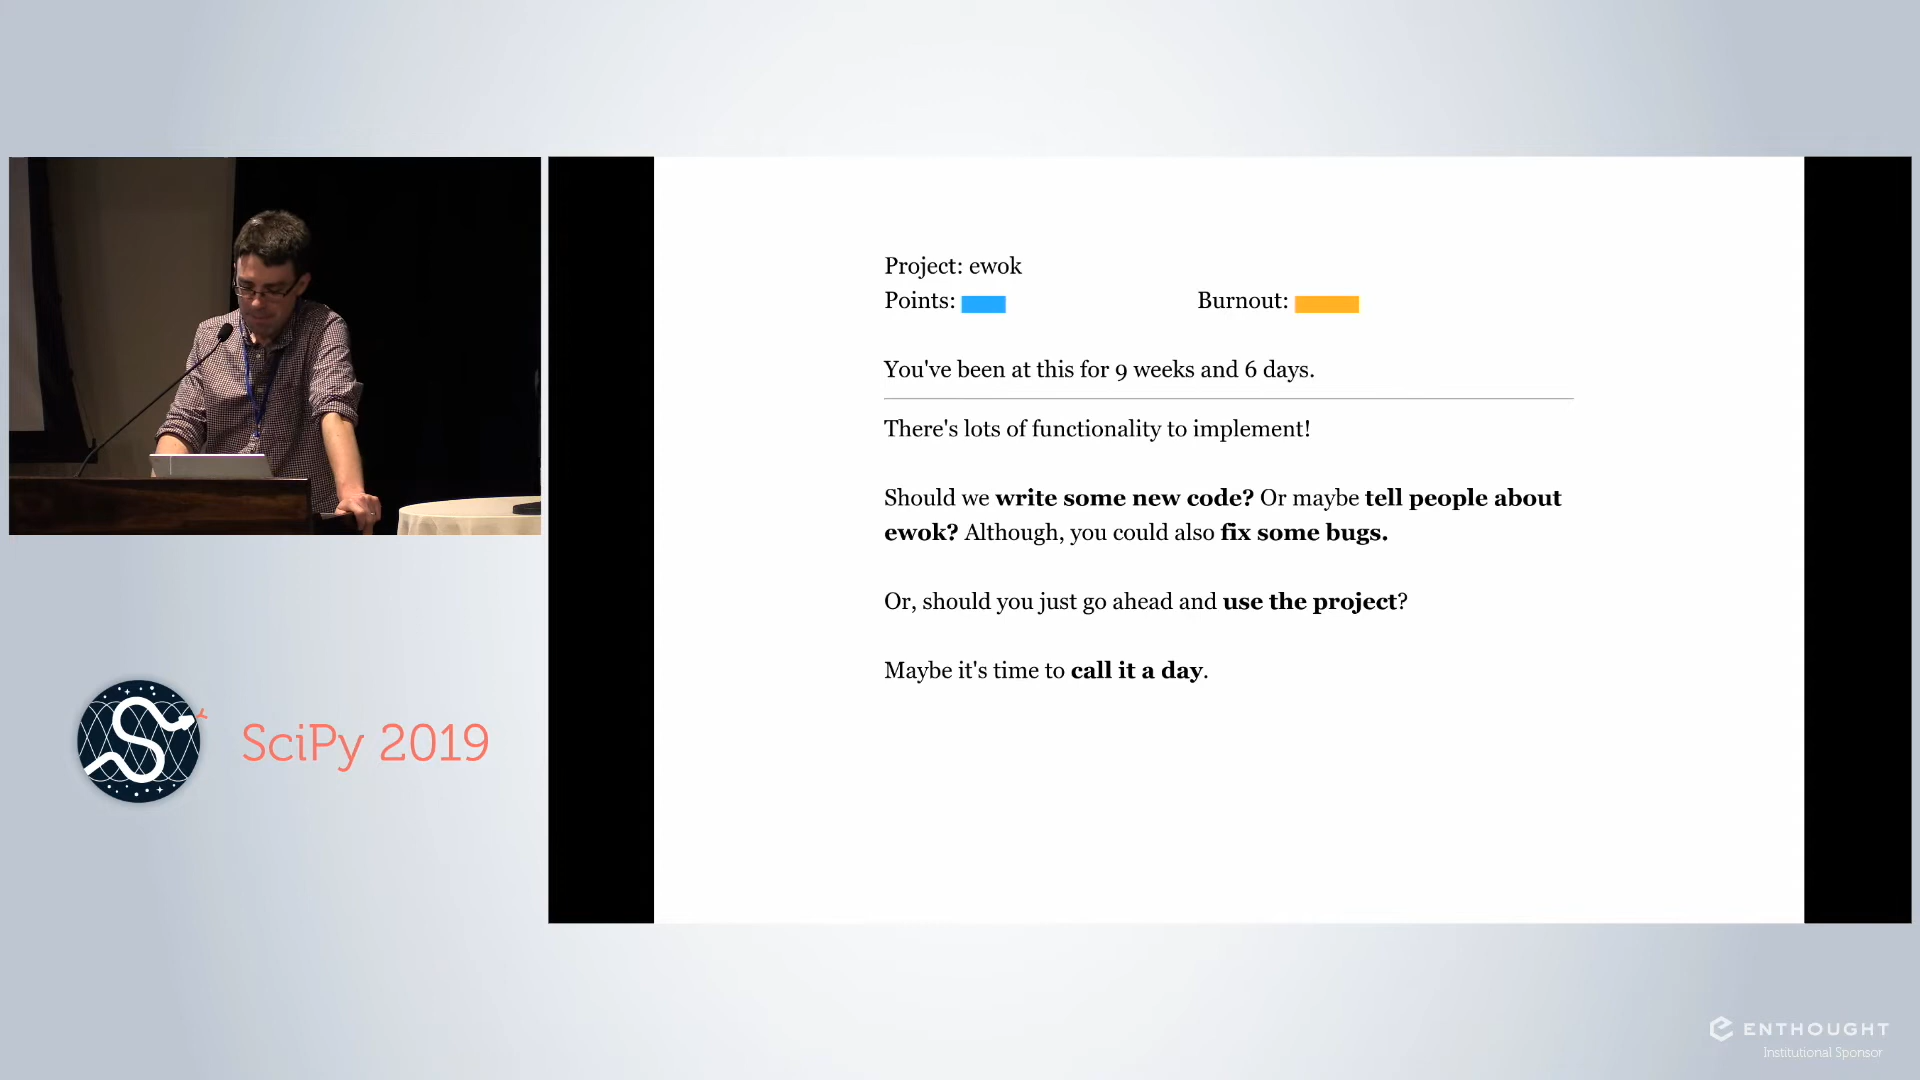 Project: ewok
Points: Burnout:
You've been at this for 9 weeks and 6 days.
There's lots of functionality to implement!
Should we write some new code? Or maybe tell people about
ewok? Although, you could also fix some bugs.
Or, should you just go ahead and use the project?
Maybe it's time to call it a day.
SciPy 2019
ENTHOUGHT
Institutional Sponsor